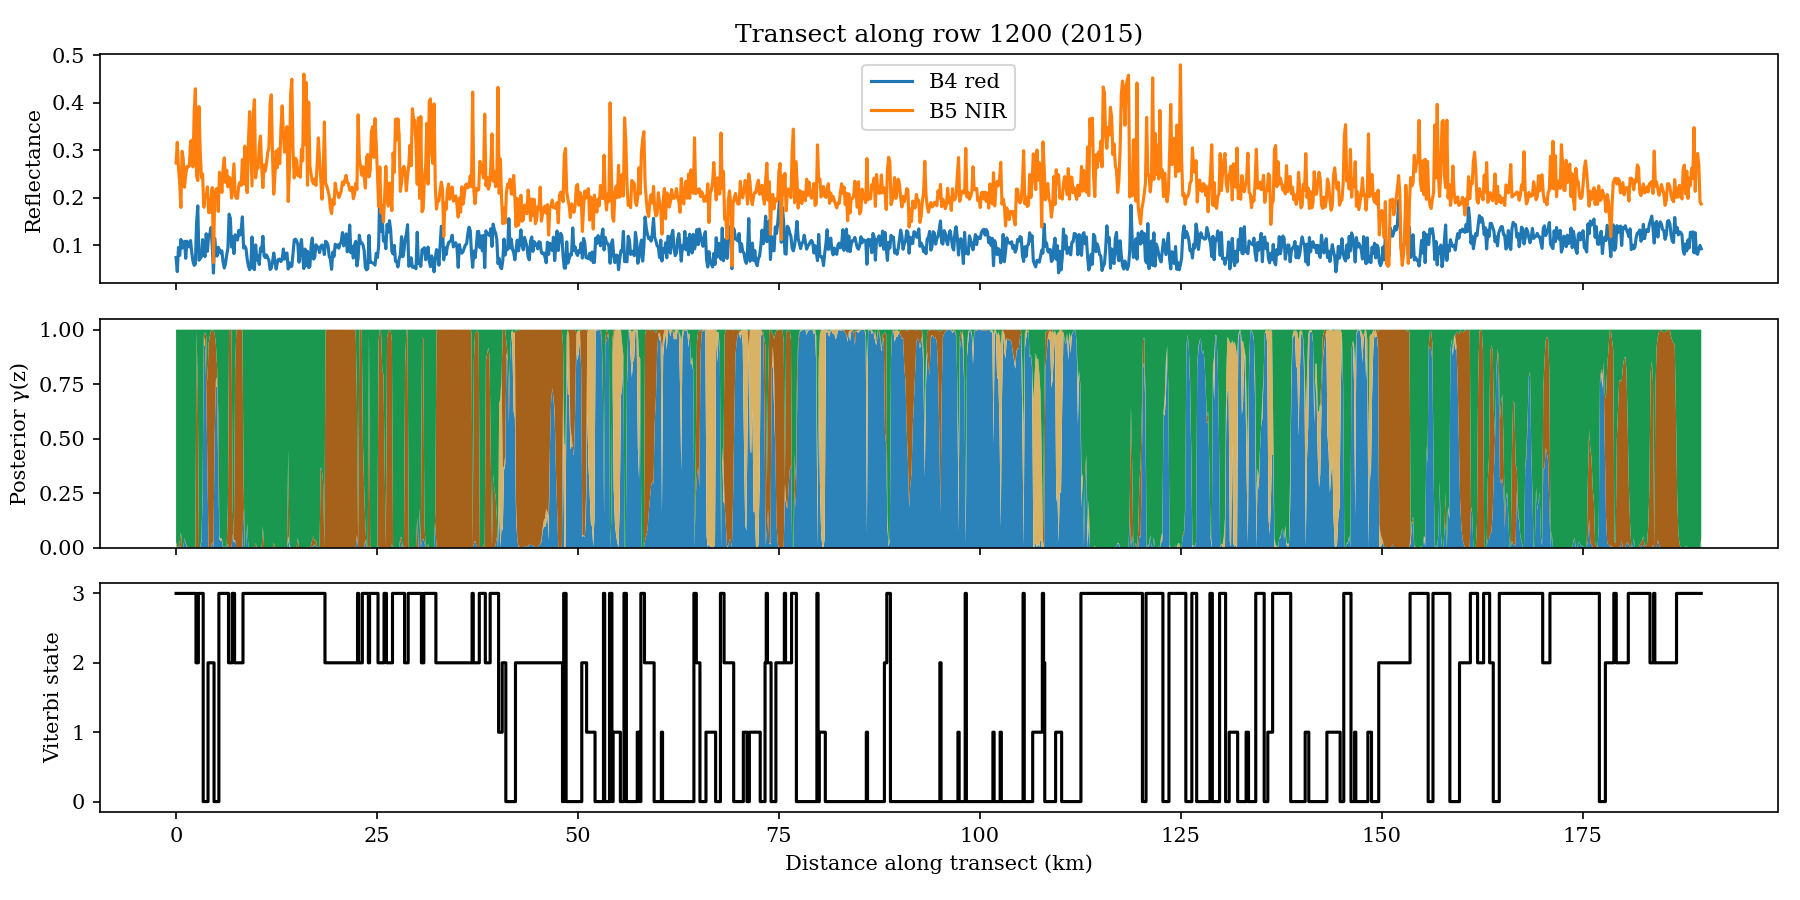 Transect along row 1200 (2015)
0.5
0.4
0.3
0.2
0.1
Reflectance
B4 red
B5 NIR
1.00
0.75
0.50
0.25
0.00
Posterior γ(z)
3
2
1
0
Viterbi state
0 25 50 75 100 125 150 175
Distance along transect (km)